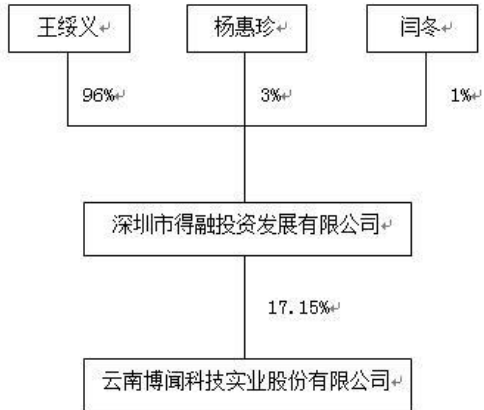 王绥义 杨惠珍 闫冬
96% 3% 1%
深圳市得融投资发展有限公司
17.15%
云南博闻科技实业股份有限公司